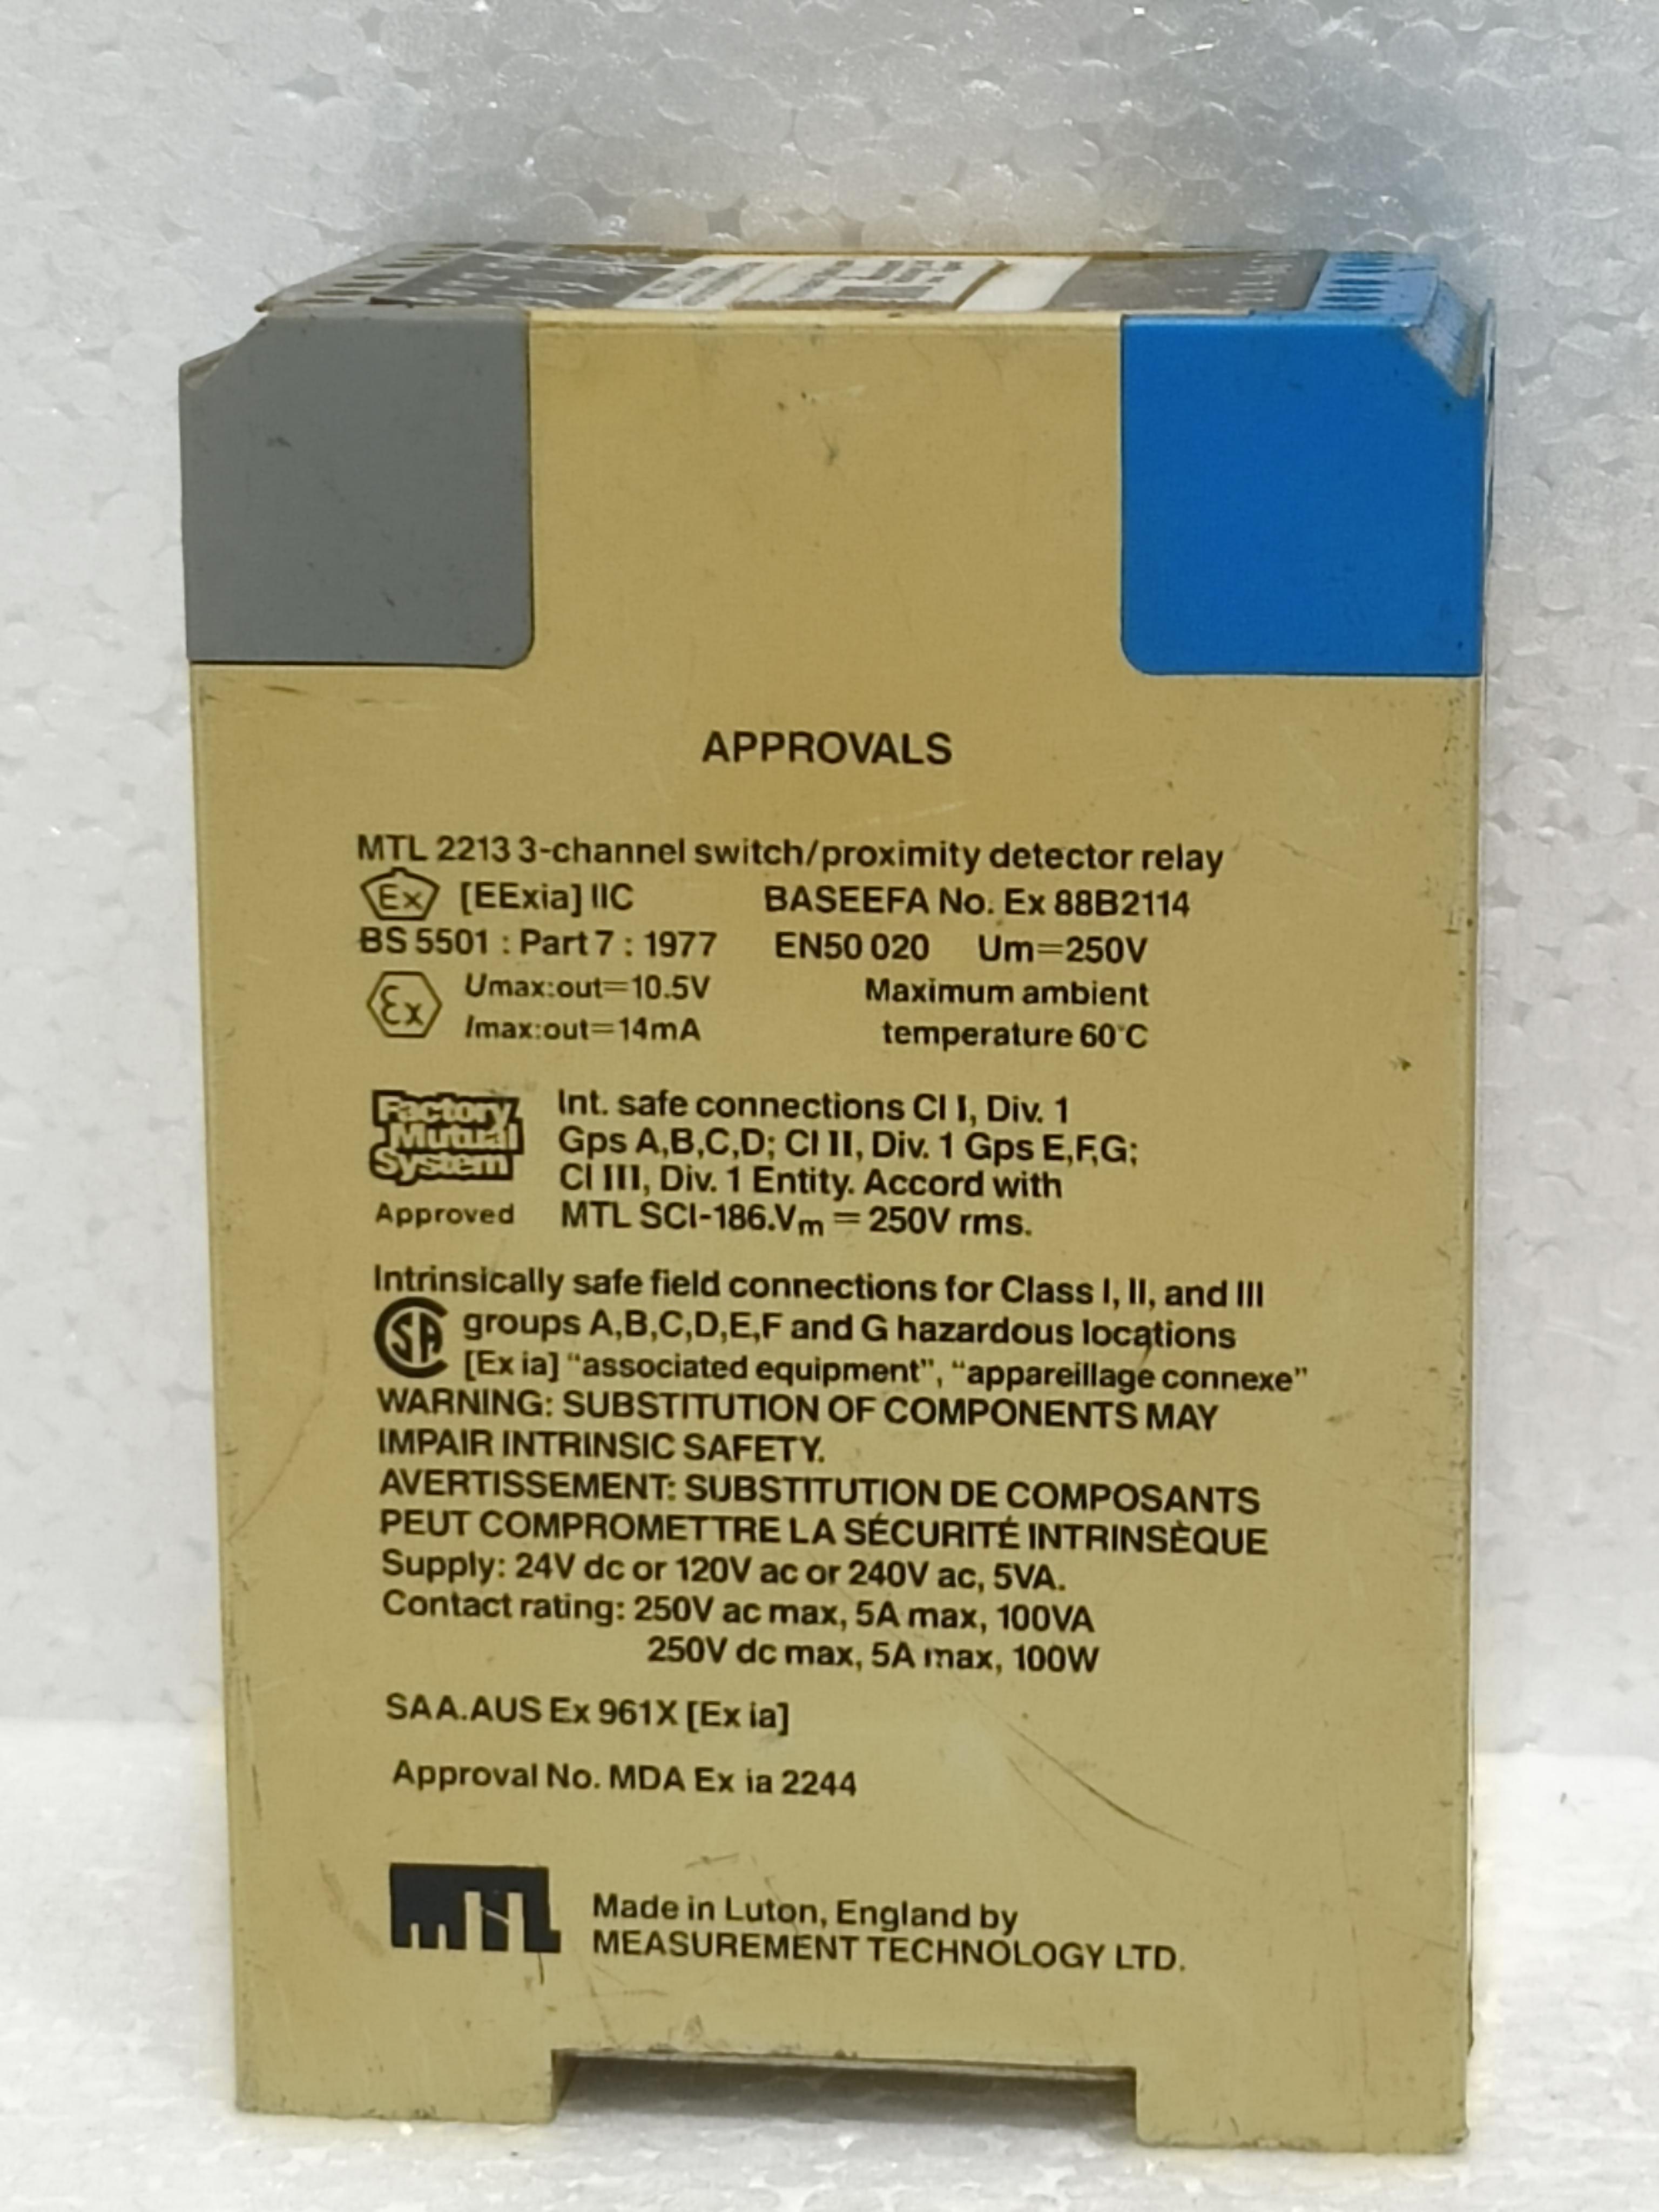 APPROVALS
MTL 2213 3-channel switch/proximity detector relay
Ex [EExia] IIC BASEEFA No. Ex 88B2114
BS 5501 : Part 7 : 1977 EN50 020 Um=250V
Ex Umax:out=10.5V Maximum ambient
Imax:out=14mA temperature 60°C
Factory Mutual System Approved
Int. safe connections Cl I, Div. 1
Gps A,B,C,D; Cl II, Div. 1 Gps E,F,G;
Cl III, Div. 1 Entity. Accord with
MTL SCI-186.Vm = 250V rms.
Intrinsically safe field connections for Class I, II, and III
SA groups A,B,C,D,E,F and G hazardous locations
[Ex ia] “associated equipment”, “appareillage connexe”
WARNING: SUBSTITUTION OF COMPONENTS MAY
IMPAIR INTRINSIC SAFETY.
AVERTISSEMENT: SUBSTITUTION DE COMPOSANTS
PEUT COMPROMETTRE LA SÉCURITÉ INTRINSÈQUE
Supply: 24V dc or 120V ac or 240V ac, 5VA.
Contact rating: 250V ac max, 5A max, 100VA
250V dc max, 5A max, 100W
SAA.AUS Ex 961X [Ex ia]
Approval No. MDA Ex ia 2244
mTL Made in Luton, England by
MEASUREMENT TECHNOLOGY LTD.